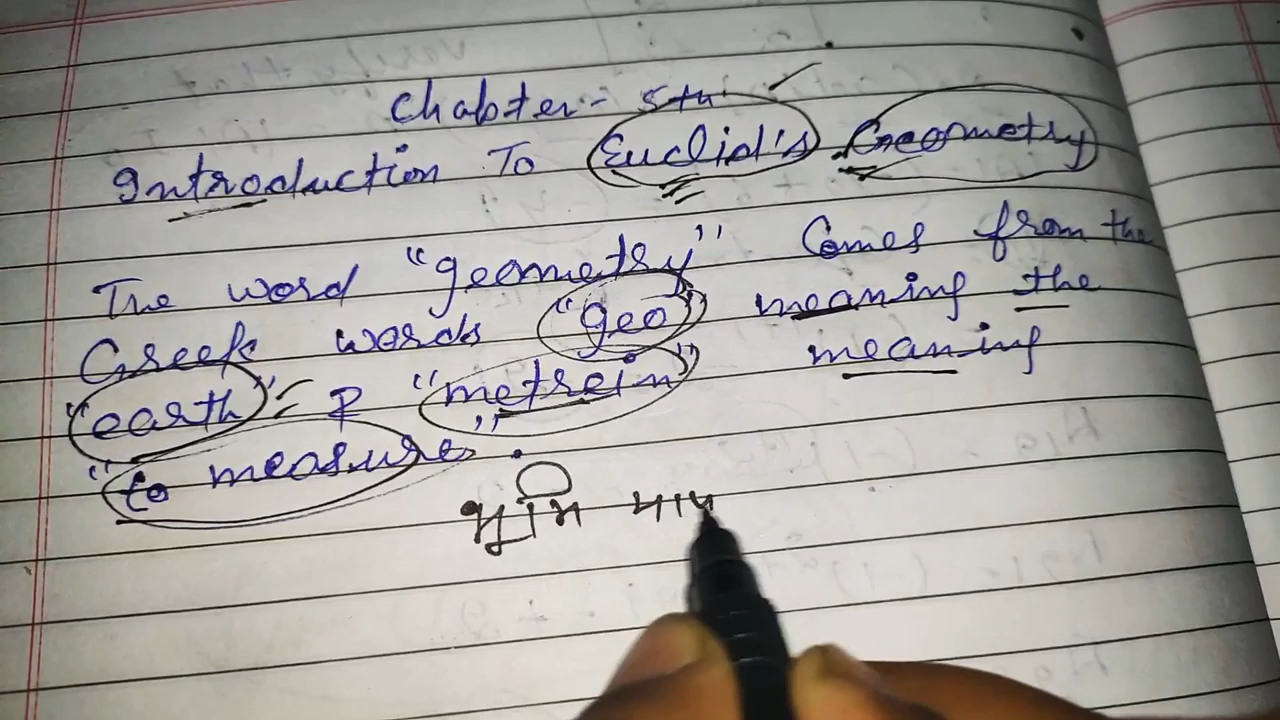 Chabter:- 5th
Introduction To Euclid's Geometry
The word "geometry" Comes from the
Greek words "geo" meaning the
"earth" & "metrein" meaning
"to measure".
भूमि माप